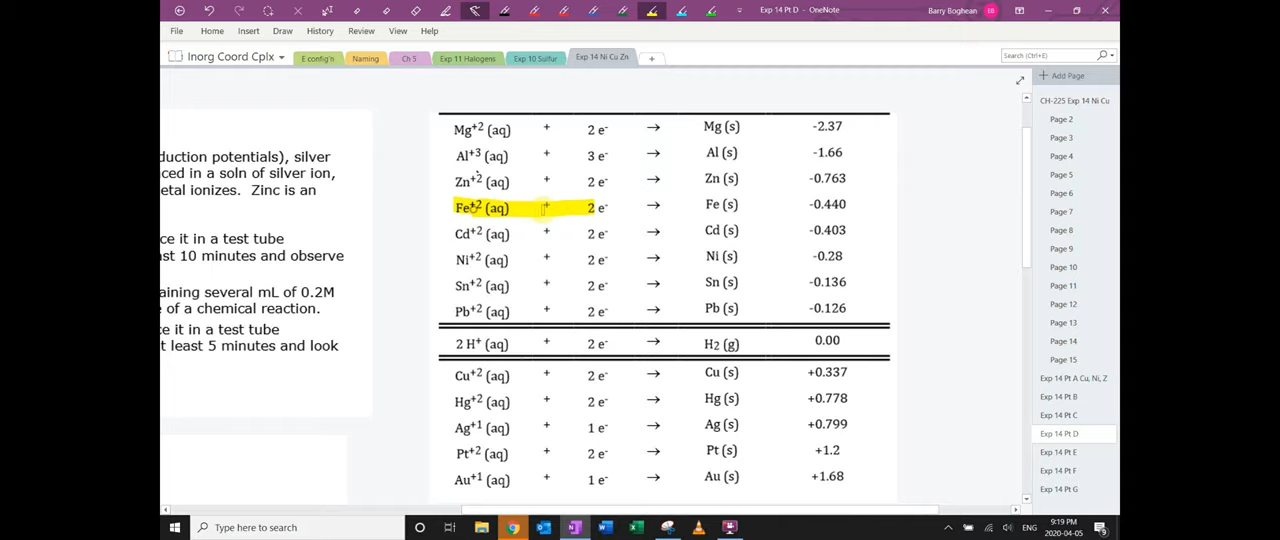 Exp 14 Pt D - OneNote
Barry Boghean
BB
File Home Insert Draw History Review View Help
Inorg Coord Cplx
E config'n
Naming
Ch 5
Exp 11 Halogens
Exp 10 Sulfur
Exp 14 Ni Cu Zn
+
Search (Ctrl+E)
duction potentials), silver
ced in a soln of silver ion,
etal ionizes. Zinc is an
ce it in a test tube
st 10 minutes and observe
aining several mL of 0.2M
e of a chemical reaction.
ce it in a test tube
t least 5 minutes and look
Mg+2 (aq) + 2 e- → Mg (s) -2.37
Al+3 (aq) + 3 e- → Al (s) -1.66
Zn+2 (aq) + 2 e- → Zn (s) -0.763
Fe+2 (aq) + 2 e- → Fe (s) -0.440
Cd+2 (aq) + 2 e- → Cd (s) -0.403
Ni+2 (aq) + 2 e- → Ni (s) -0.28
Sn+2 (aq) + 2 e- → Sn (s) -0.136
Pb+2 (aq) + 2 e- → Pb (s) -0.126
2 H+ (aq) + 2 e- → H2 (g) 0.00
Cu+2 (aq) + 2 e- → Cu (s) +0.337
Hg+2 (aq) + 2 e- → Hg (s) +0.778
Ag+1 (aq) + 1 e- → Ag (s) +0.799
Pt+2 (aq) + 2 e- → Pt (s) +1.2
Au+1 (aq) + 1 e- → Au (s) +1.68
+ Add Page
CH-225 Exp 14 Ni Cu
Page 2
Page 3
Page 4
Page 5
Page 6
Page 7
Page 8
Page 9
Page 10
Page 11
Page 12
Page 13
Page 14
Page 15
Exp 14 Pt A Cu, Ni, Z
Exp 14 Pt B
Exp 14 Pt C
Exp 14 Pt D
Exp 14 Pt E
Exp 14 Pt F
Exp 14 Pt G
Type here to search
ENG
9:19 PM
2020-04-05